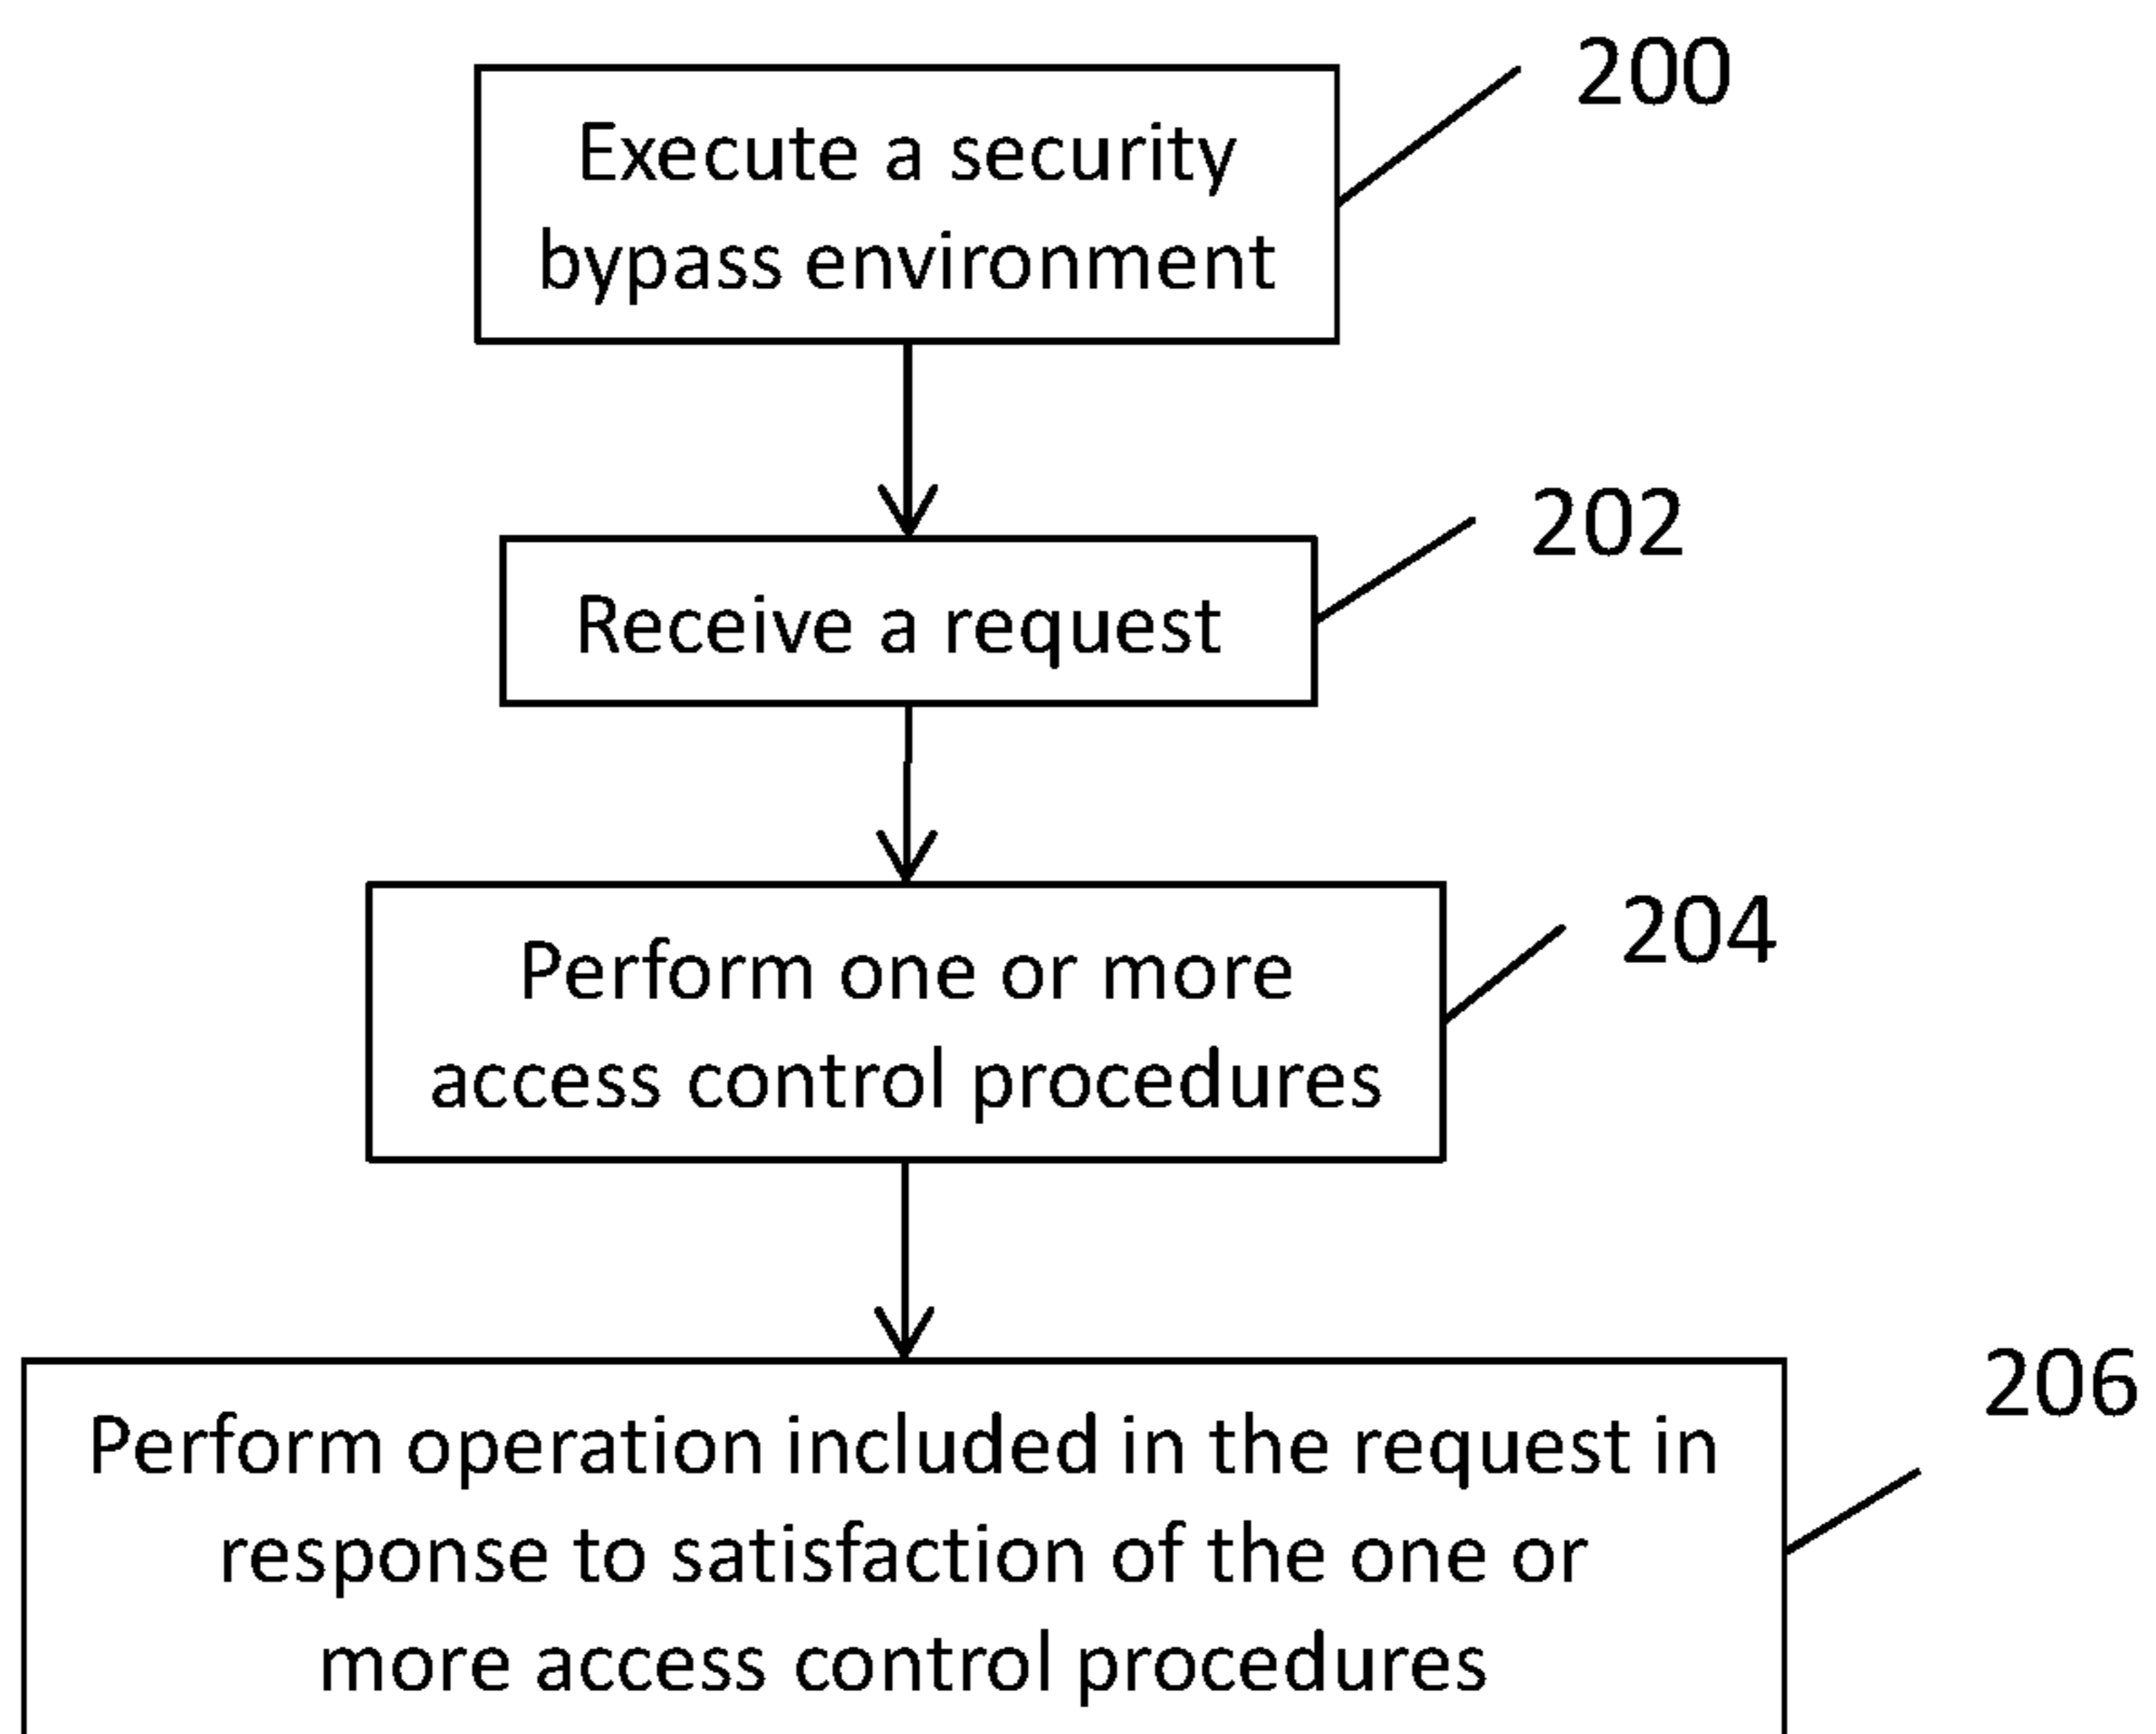 200
Execute a security
bypass environment
202
Receive a request
204
Perform one or more
access control procedures
206
Perform operation included in the request in
response to satisfaction of the one or
more access control procedures